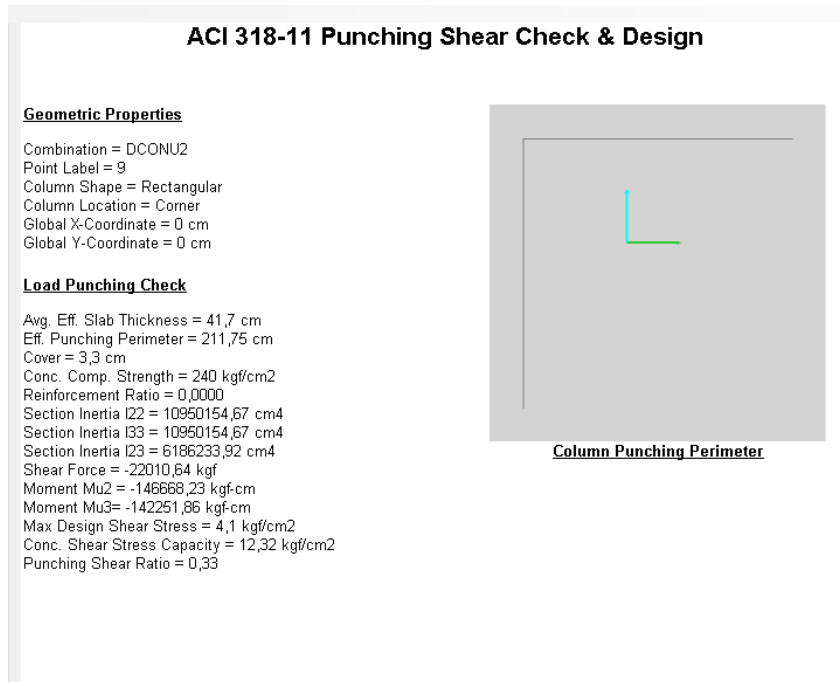 ACI 318-11 Punching Shear Check & Design
Geometric Properties
Combination = DCONU2
Point Label = 9
Column Shape = Rectangular
Column Location = Corner
Global X-Coordinate = 0 cm
Global Y-Coordinate = 0 cm
Load Punching Check
Avg. Eff. Slab Thickness = 41,7 cm
Eff. Punching Perimeter = 211,75 cm
Cover = 3,3 cm
Conc. Comp. Strength = 240 kgf/cm2
Reinforcement Ratio = 0,0000
Section Inertia I22 = 10950154,67 cm4
Section Inertia I33 = 10950154,67 cm4
Section Inertia I23 = 6186233,92 cm4
Shear Force = -22010,64 kgf
Moment Mu2 = -146668,23 kgf-cm
Moment Mu3= -142251,86 kgf-cm
Max Design Shear Stress = 4,1 kgf/cm2
Conc. Shear Stress Capacity = 12,32 kgf/cm2
Punching Shear Ratio = 0,33
Column Punching Perimeter